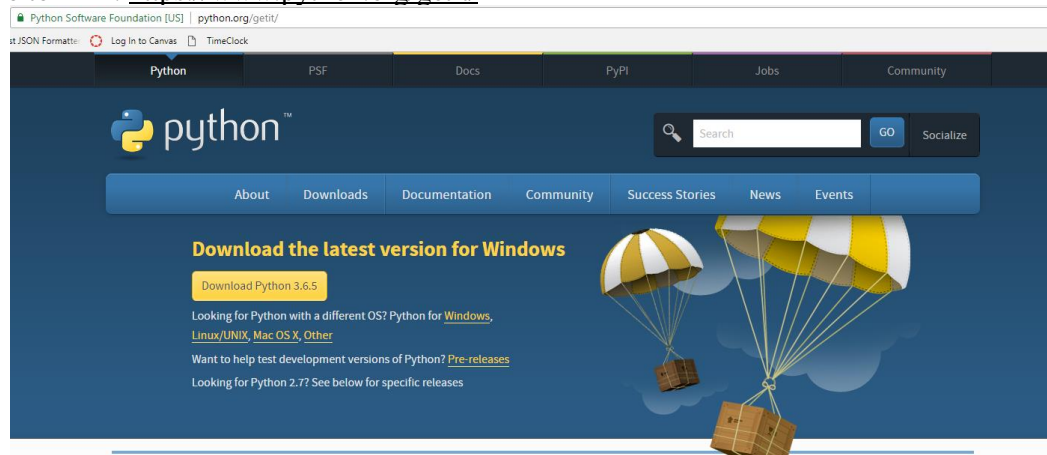 Python Software Foundation [US] | python.org/getit/
st JSON Formatte Log In to Canvas TimeClock
Python PSF Docs PyPI Jobs Community
python™
Search GO Socialize
About Downloads Documentation Community Success Stories News Events
Download the latest version for Windows
Download Python 3.6.5
Looking for Python with a different OS? Python for Windows,
Linux/UNIX, Mac OS X, Other
Want to help test development versions of Python? Pre-releases
Looking for Python 2.7? See below for specific releases